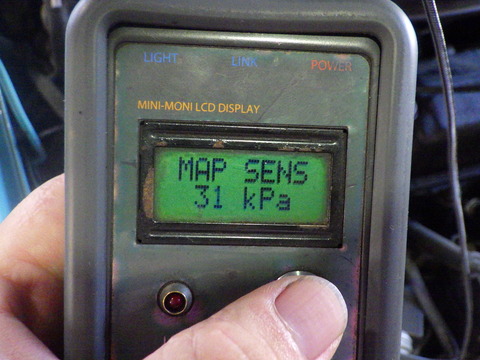 LIGHT LINK POWER
MINI-MONI LCD DISPLAY
MAP SENS
31 kPa